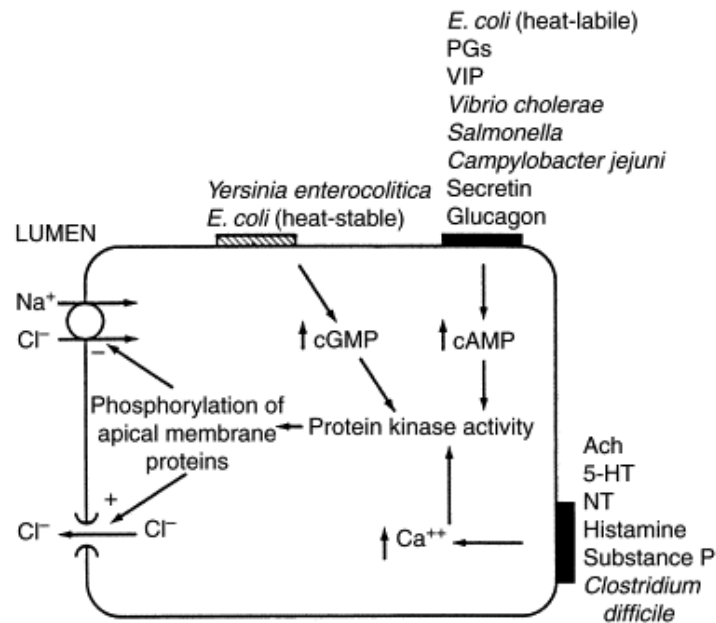 E. coli (heat-labile)
PGs
VIP
Vibrio cholerae
Salmonella
Campylobacter jejuni
Secretin
Glucagon
Yersinia enterocolitica
E. coli (heat-stable)
LUMEN
Na⁺
Cl⁻
−
↑ cGMP
↑ cAMP
Phosphorylation of
apical membrane
proteins
Protein kinase activity
+
Cl⁻
Cl⁻
↑ Ca⁺⁺
Ach
5-HT
NT
Histamine
Substance P
Clostridium
difficile